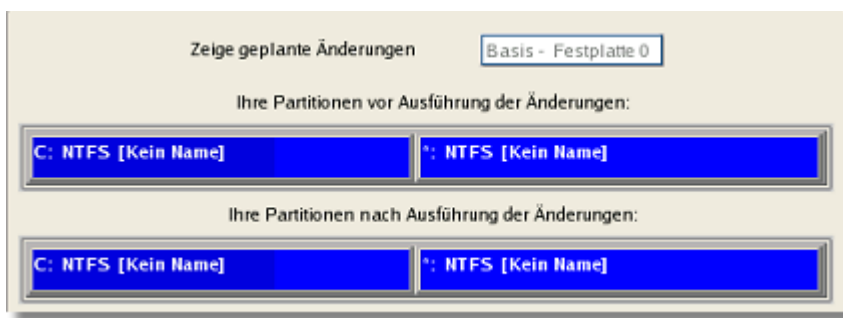 Zeige geplante Änderungen Basis - Festplatte 0
Ihre Partitionen vor Ausführung der Änderungen:
C: NTFS [Kein Name] *: NTFS [Kein Name]
Ihre Partitionen nach Ausführung der Änderungen:
C: NTFS [Kein Name] *: NTFS [Kein Name]